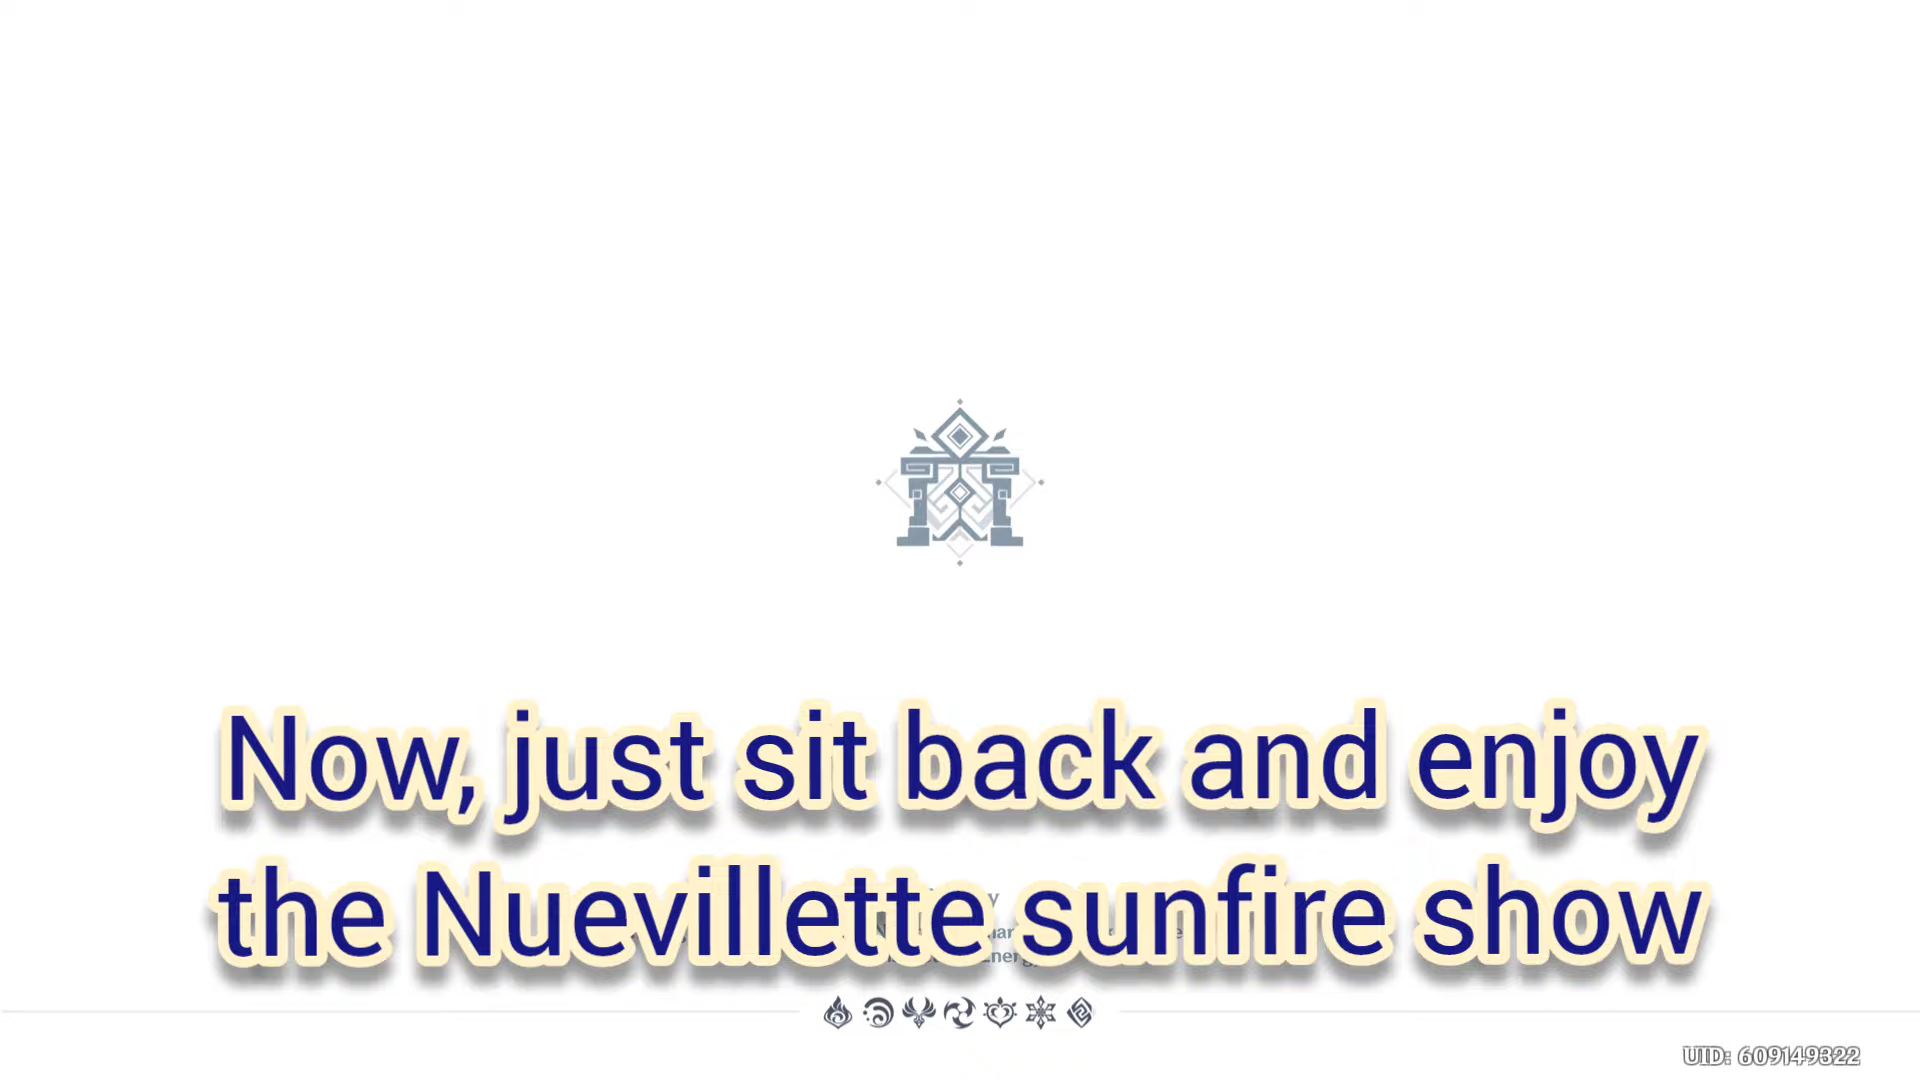 Now, just sit back and enjoy
the Nuevillette sunfire show
UID: 609149322